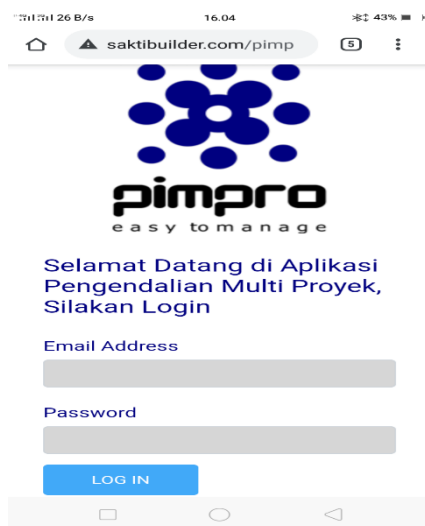 26 B/s 16.04 43%
saktibuilder.com/pimp 5
pimpro
easy to manage
Selamat Datang di Aplikasi
Pengendalian Multi Proyek,
Silakan Login
Email Address
Password
LOG IN